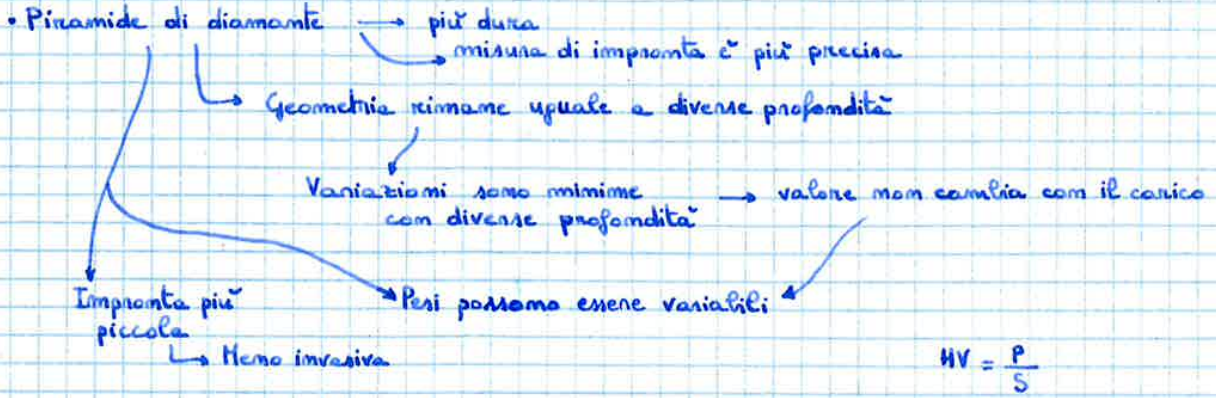 • Piramide di diamante → più dura
→ misura di impronta è più precisa
→ Geometria rimane uguale a diverse profondità
Variazioni sono minime → valore non cambia con il carico
con diverse profondità
Impronta più
piccola
Pesi possono essere variabili
→ Meno invasiva
HV = P/S